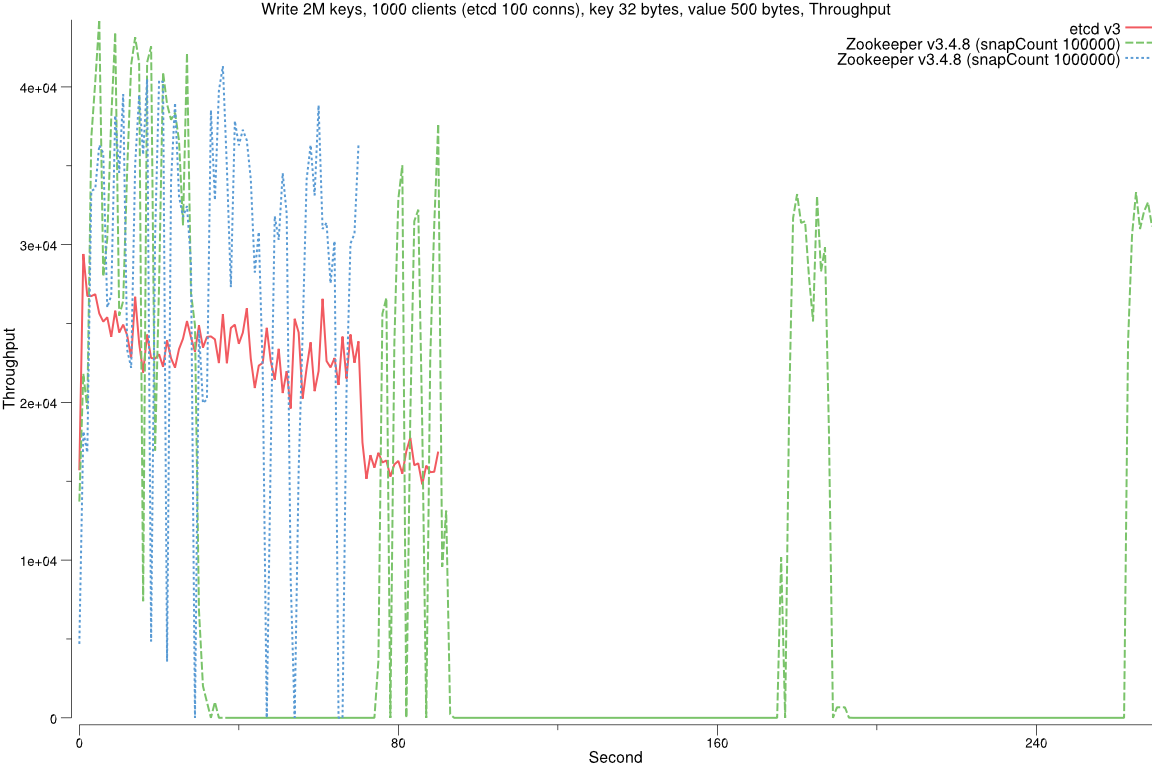 Write 2M keys, 1000 clients (etcd 100 conns), key 32 bytes, value 500 bytes, Throughput
etcd v3
Zookeeper v3.4.8 (snapCount 100000)
Zookeeper v3.4.8 (snapCount 1000000)
4e+04
3e+04
2e+04
1e+04
0
Throughput
0 80 160 240
Second